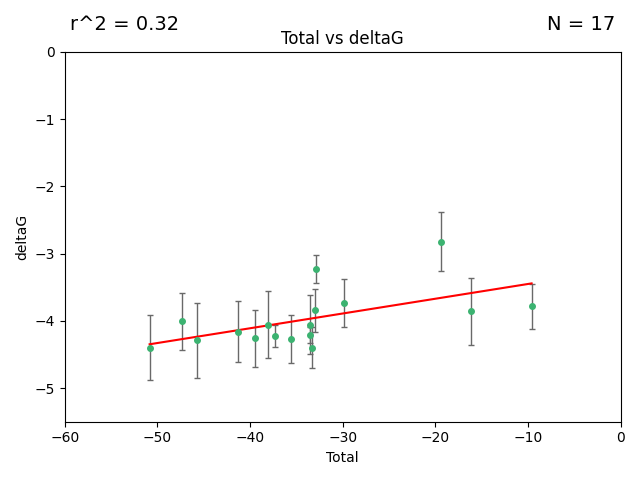 r^2 = 0.32
N = 17
Total vs deltaG
0
−1
−2
−3
−4
−5
deltaG
−60
−50
−40
−30
−20
−10
0
Total